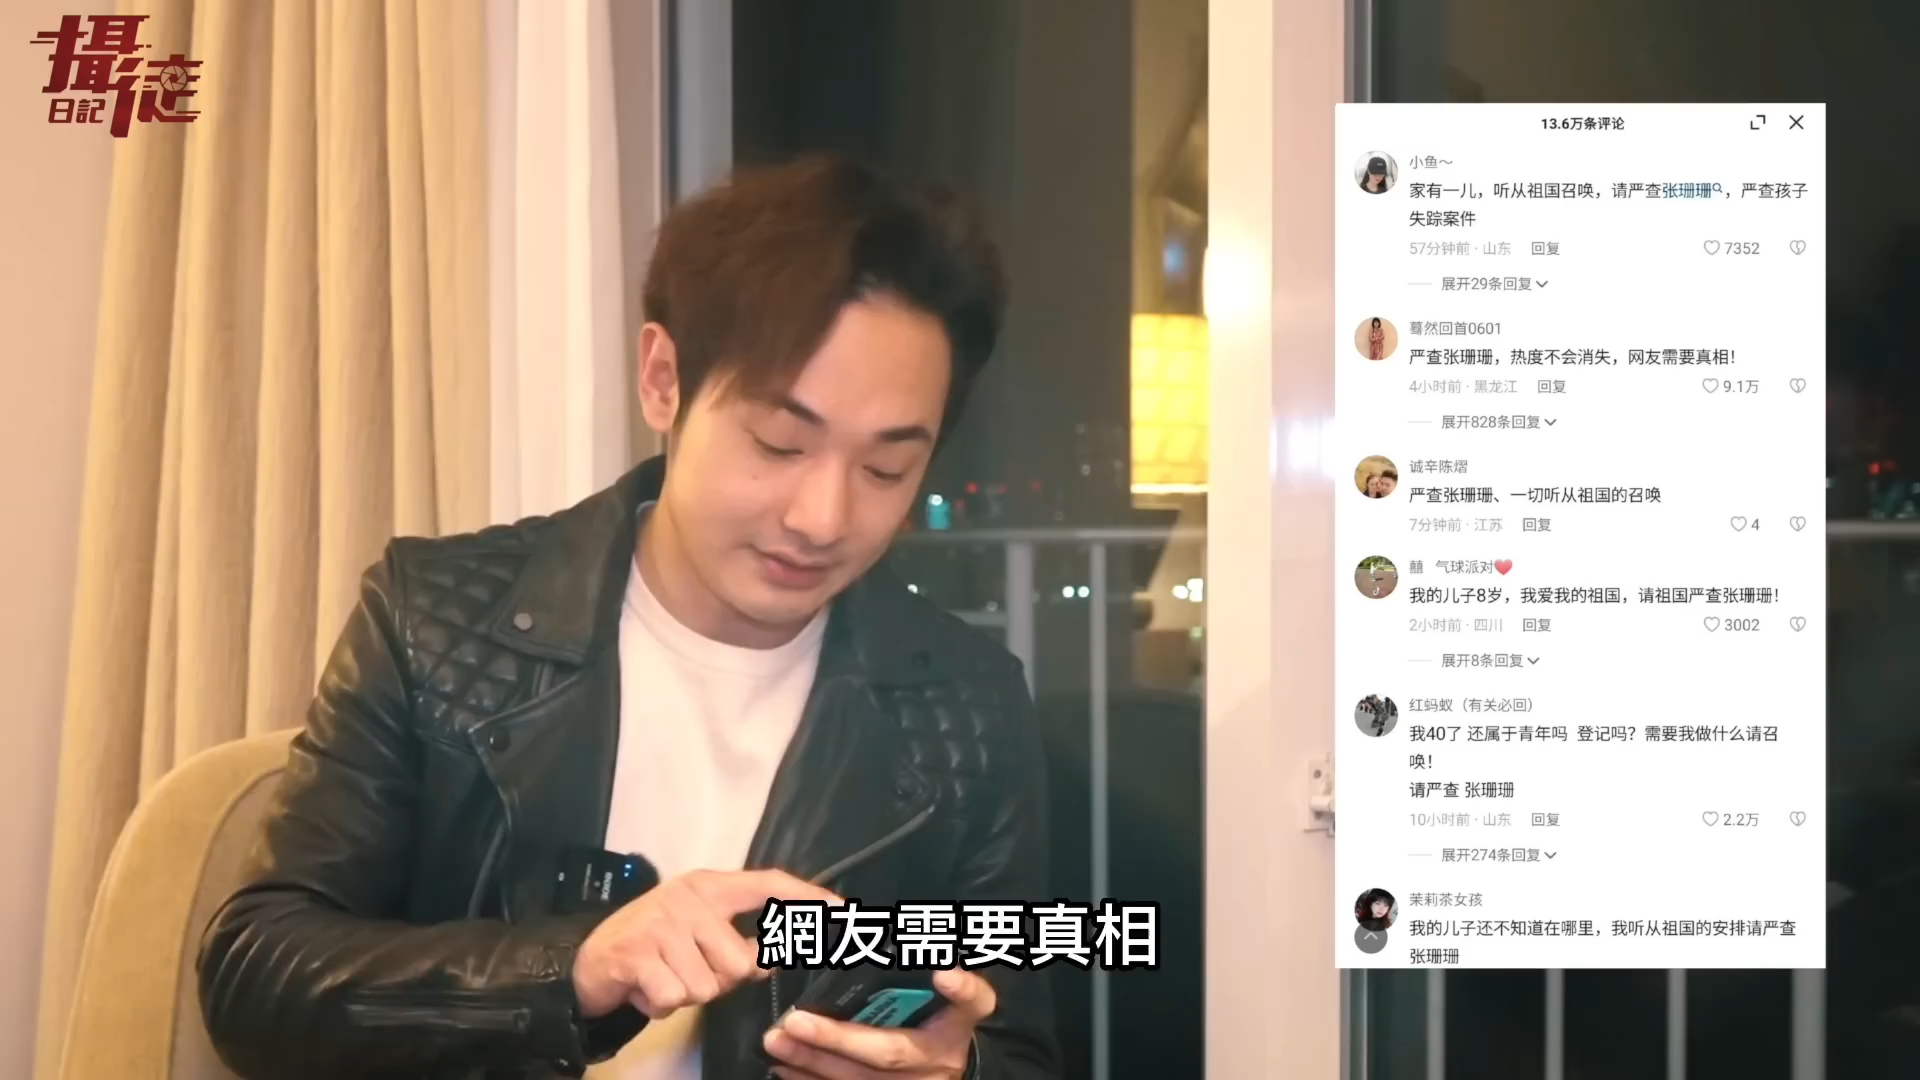 攝徒
日記
13.6万条评论
小鱼～
家有一儿，听从祖国召唤，请严查张珊珊，严查孩子
失踪案件
57分钟前 · 山东 回复 7352
展开29条回复
蓦然回首0601
严查张珊珊，热度不会消失，网友需要真相！
4小时前 · 黑龙江 回复 9.1万
展开828条回复
诚辛陈熠
严查张珊珊、一切听从祖国的召唤
7分钟前 · 江苏 回复 4
囍 气球派对❤️
我的儿子8岁，我爱我的祖国，请祖国严查张珊珊！
2小时前 · 四川 回复 3002
展开8条回复
红蚂蚁（有关必回）
我40了 还属于青年吗 登记吗？需要我做什么请召
唤！
请严查 张珊珊
10小时前 · 山东 回复 2.2万
展开274条回复
茉莉茶女孩
我的儿子还不知道在哪里，我听从祖国的安排请严查
张珊珊
網友需要真相